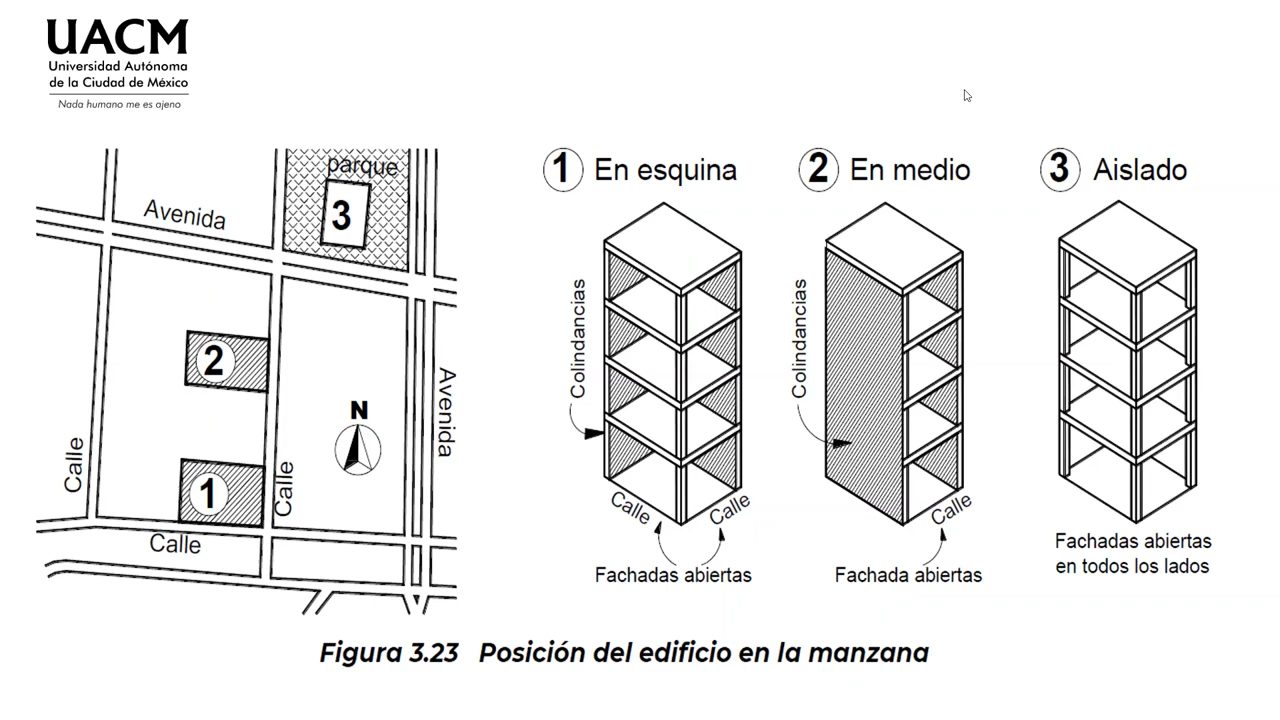 UACM
Universidad Autónoma
de la Ciudad de México
Nada humano me es ajeno
parque
3
Avenida
2
N
Avenida
Calle
1
Calle
Calle
1 En esquina
Colindancias
Calle
Calle
Fachadas abiertas
2 En medio
Colindancias
Calle
Fachada abiertas
3 Aislado
Fachadas abiertas
en todos los lados
Figura 3.23 Posición del edificio en la manzana